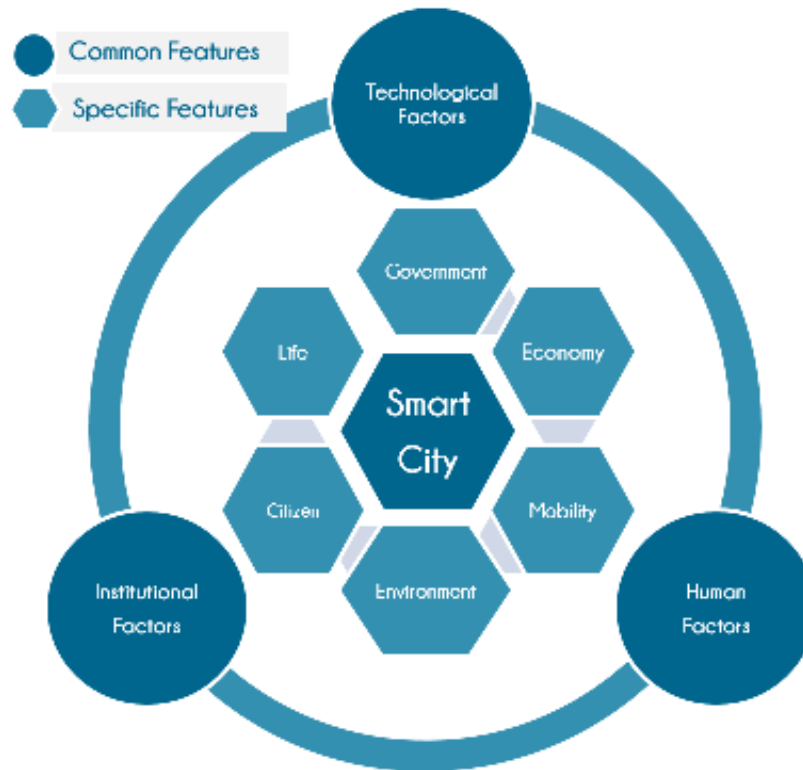 Common Features
Specific Features
Technological
Factors
Government
Life
Economy
Smart
City
Citizen
Mobility
Environment
Institutional
Factors
Human
Factors